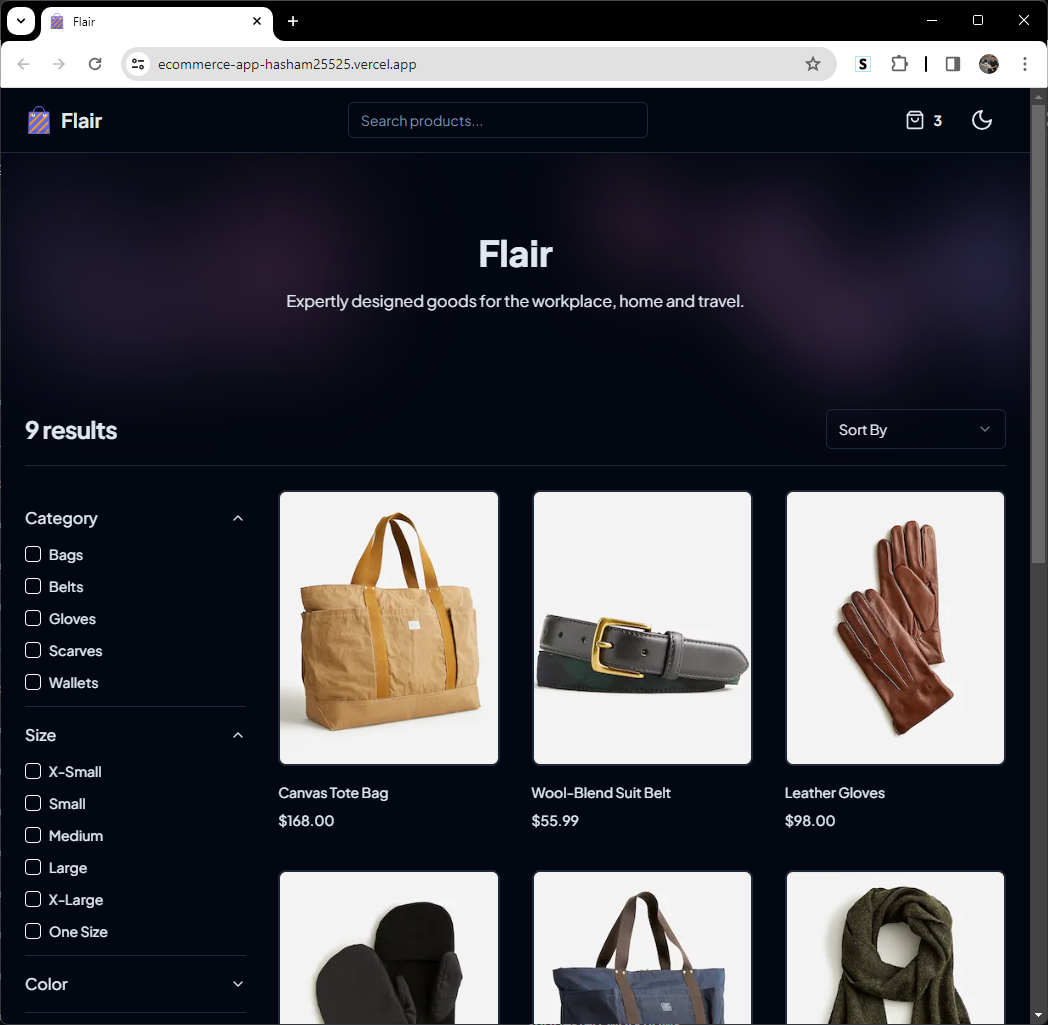 Flair
ecommerce-app-hasham25525.vercel.app
S
Flair
Search products...
3
Flair
Expertly designed goods for the workplace, home and travel.
9 results
Sort By
Category
Bags
Belts
Gloves
Scarves
Wallets
Size
X-Small
Small
Medium
Large
X-Large
One Size
Color
Canvas Tote Bag
$168.00
Wool-Blend Suit Belt
$55.99
Leather Gloves
$98.00